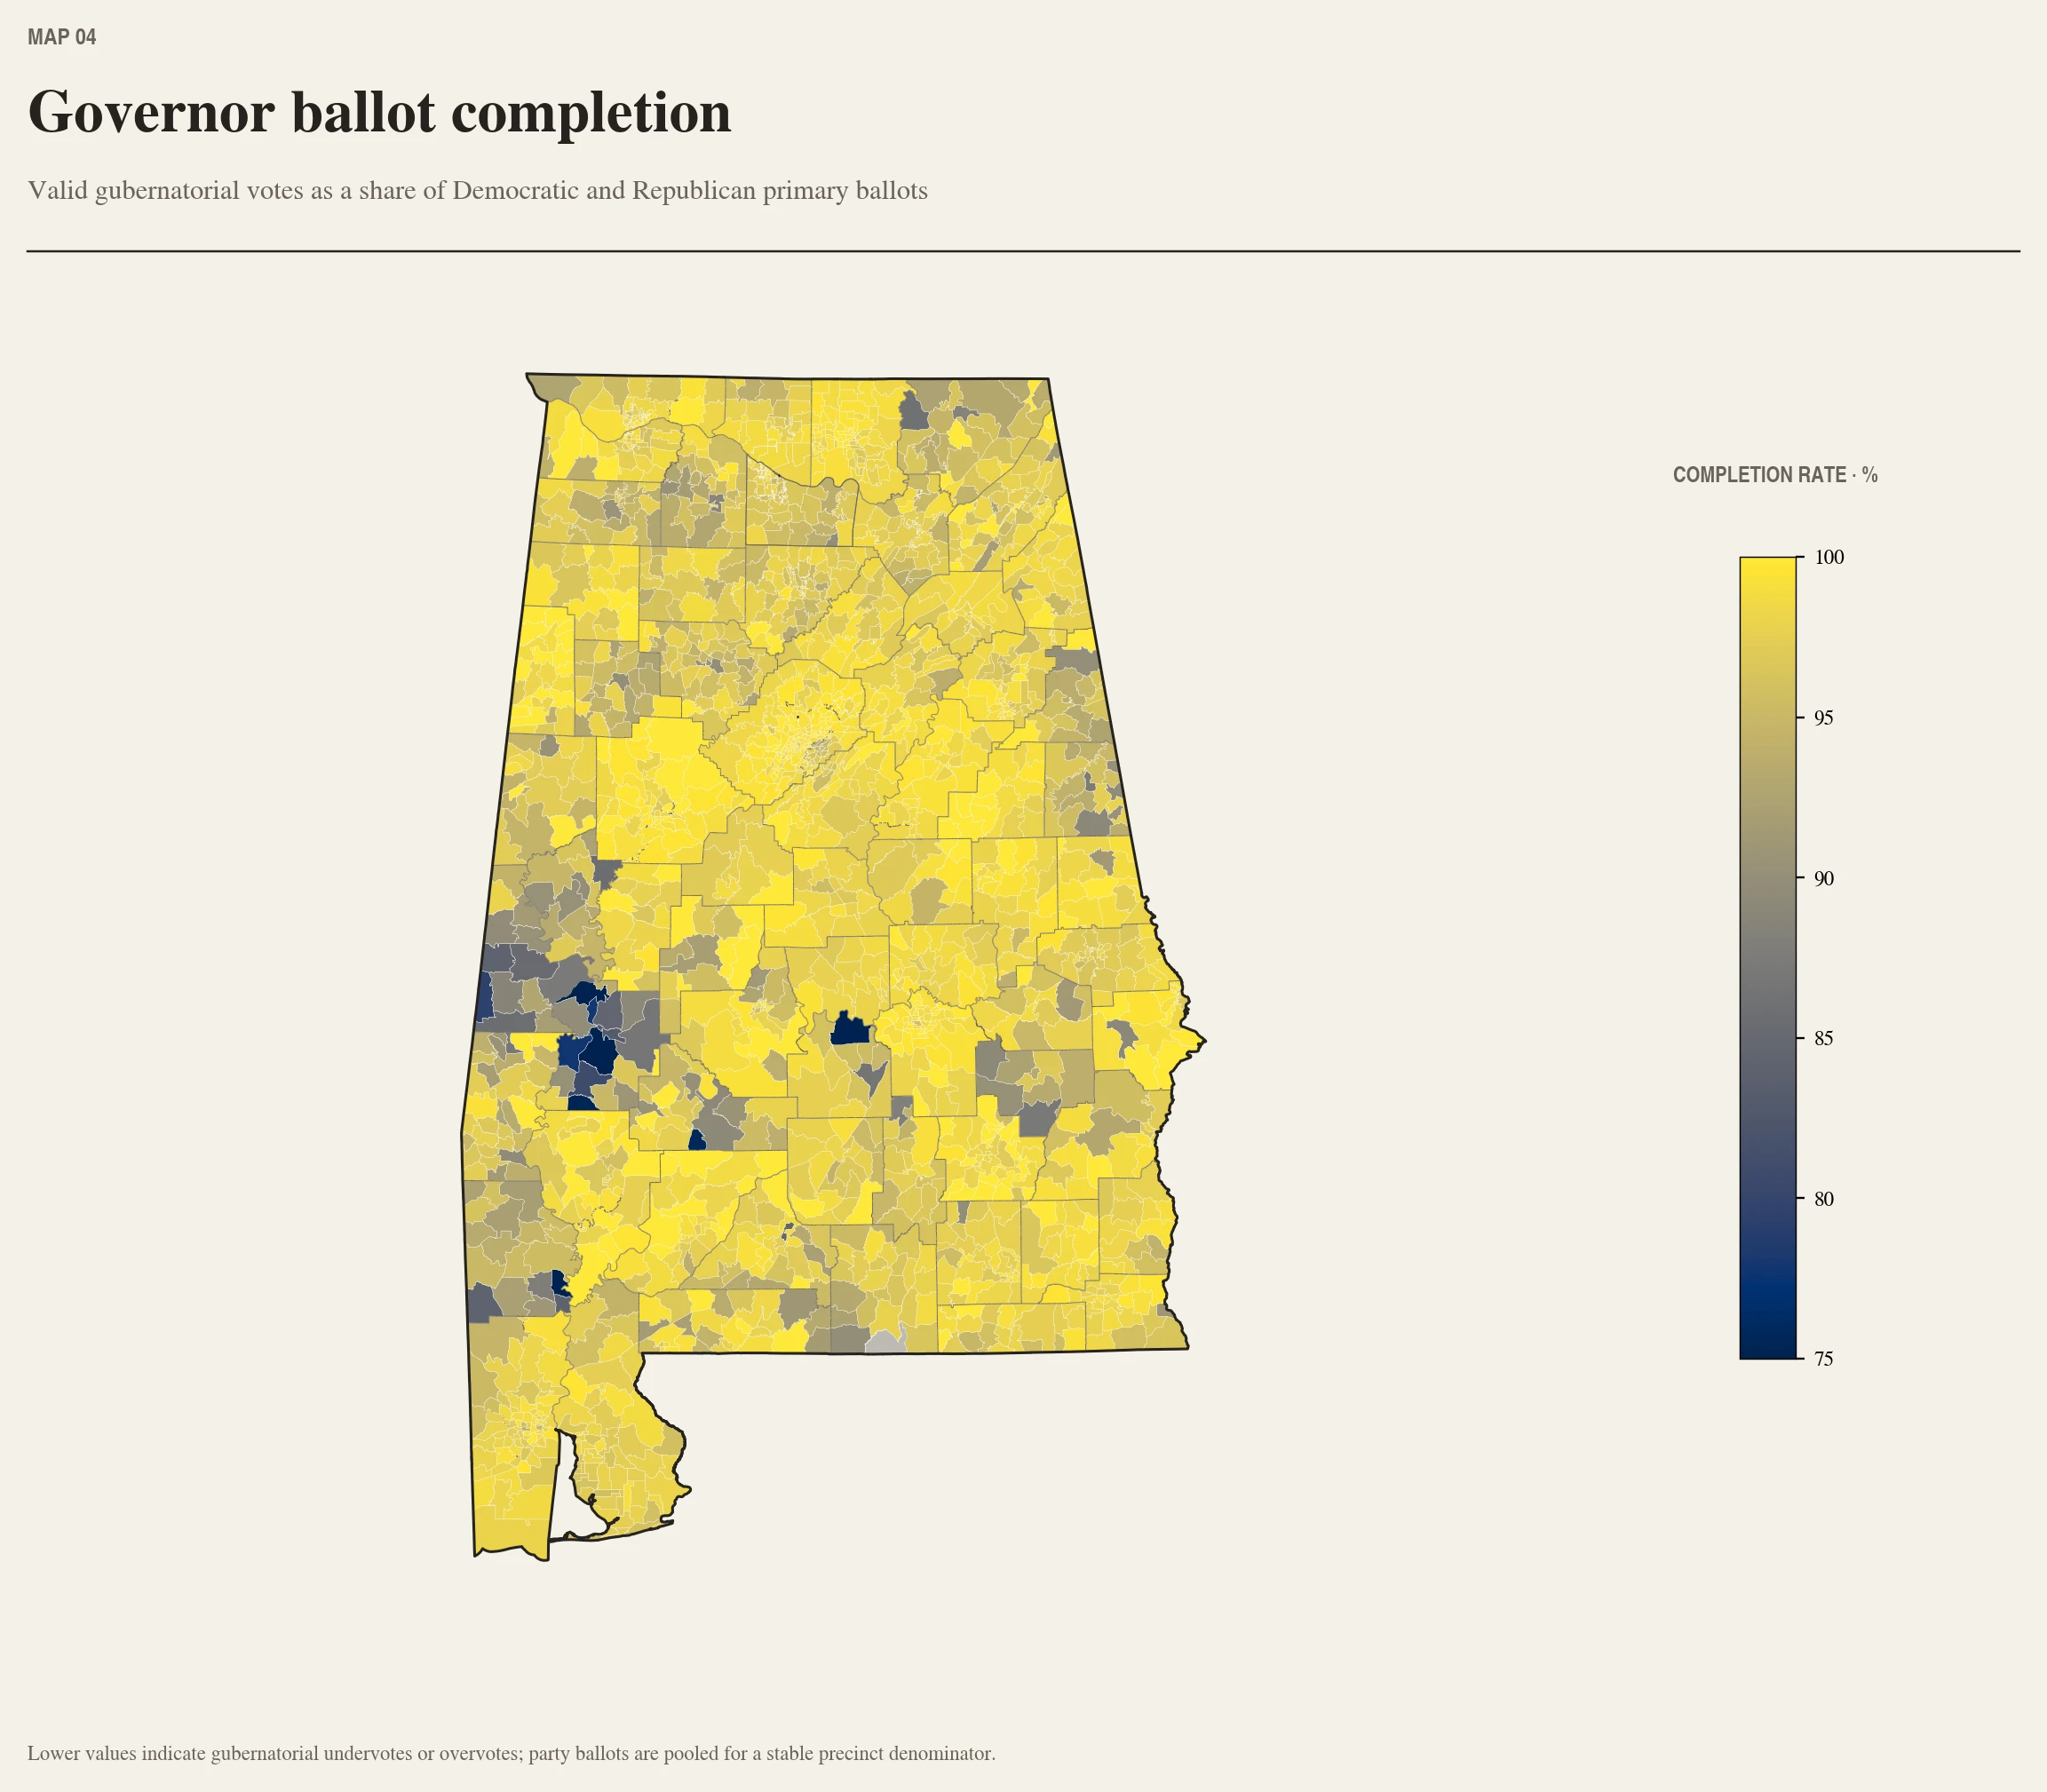 MAP 04
Governor ballot completion
Valid gubernatorial votes as a share of Democratic and Republican primary ballots
COMPLETION RATE · %
100
95
90
85
80
75
Lower values indicate gubernatorial undervotes or overvotes; party ballots are pooled for a stable precinct denominator.